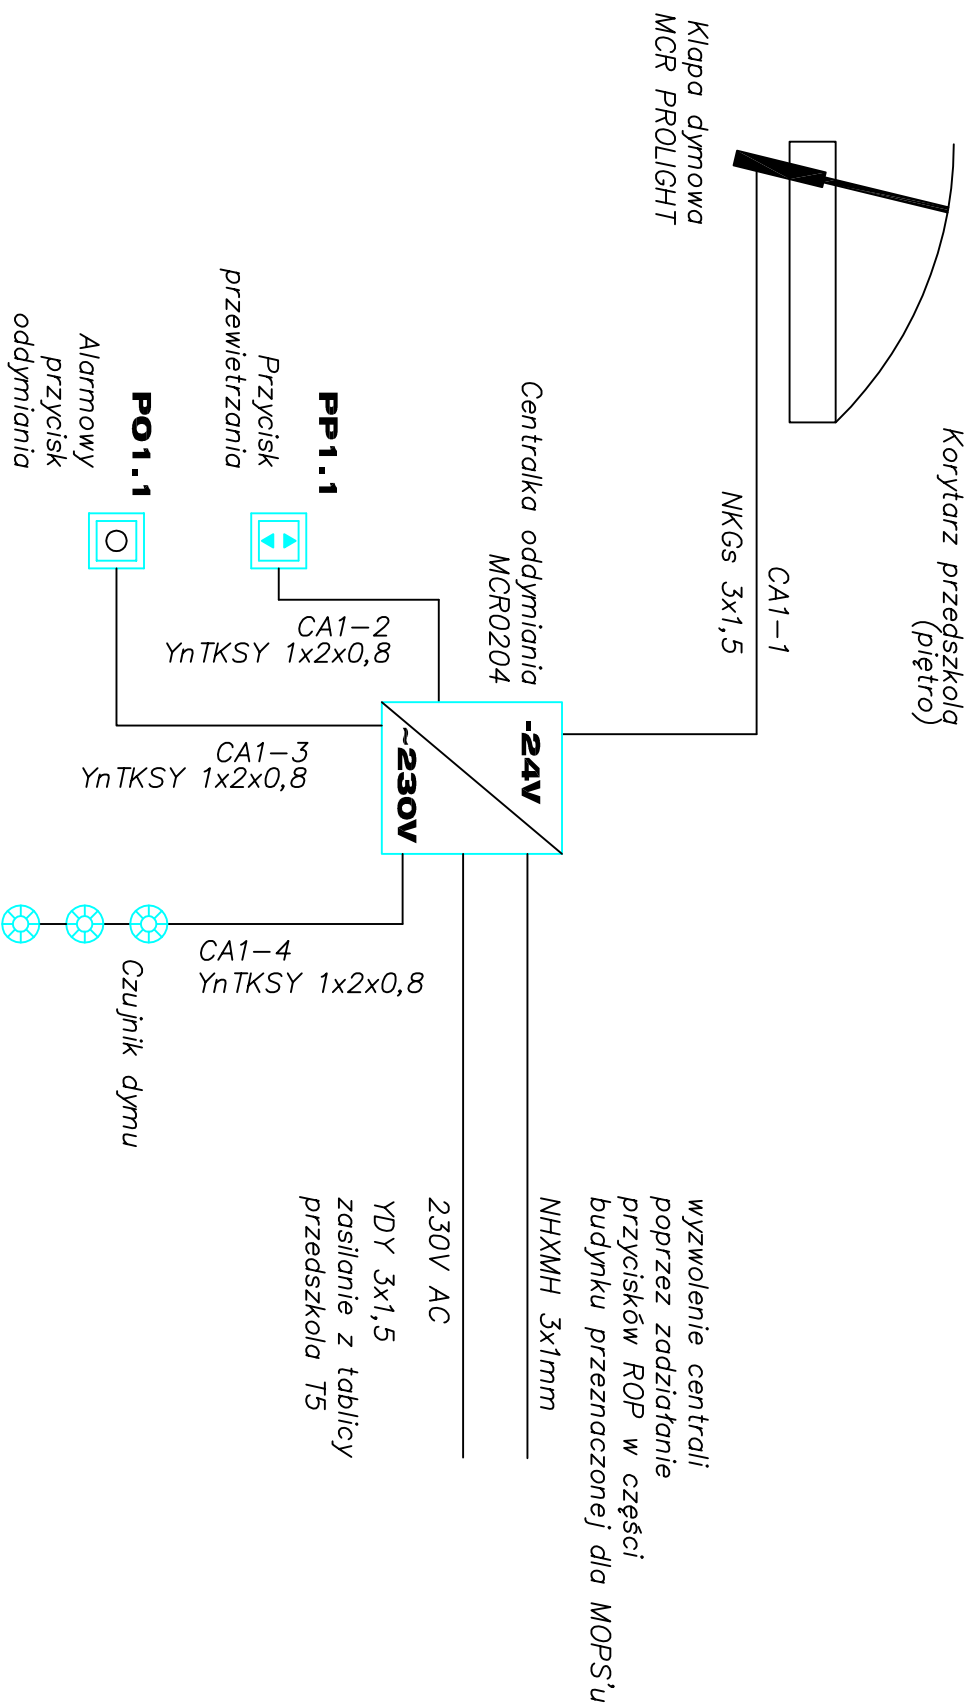 Korytarz przedszkola
(piętro)
Klapa dymowa
MCR PROLIGHT
CA1-1
NKGs 3x1,5
Centralka oddymiania
MCR0204
-24V
~230V
PP1.1
Przycisk
przewietrzania
CA1-2
YnTKSY 1x2x0,8
PO1.1
Alarmowy
przycisk
oddymiania
CA1-3
YnTKSY 1x2x0,8
CA1-4
YnTKSY 1x2x0,8
Czujnik dymu
wyzwolenie centrali
poprzez zadziałanie
przycisków ROP w części
budynku przeznaczonej dla MOPS'u
NHXMH 3x1mm
230V AC
YDY 3x1,5
zasilanie z tablicy
przedszkola T5